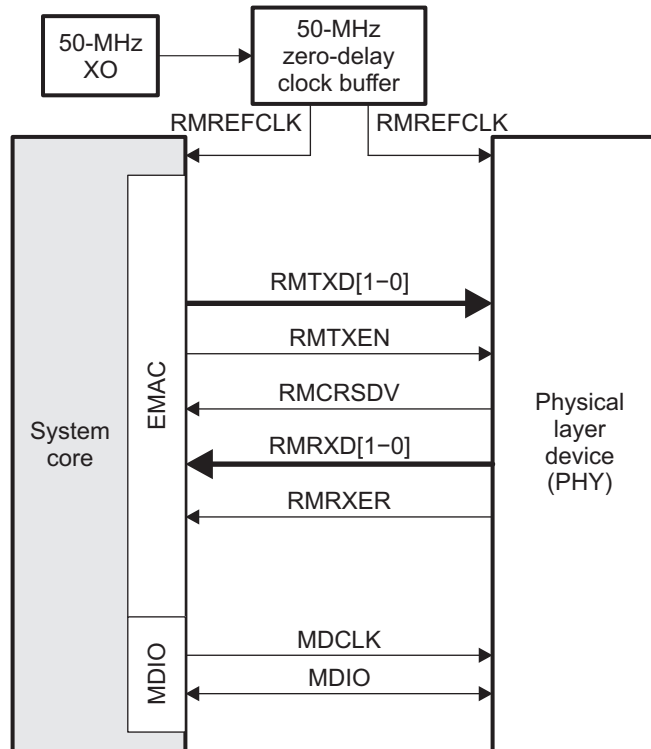 50-MHz
XO
50-MHz
zero-delay
clock buffer
RMREFCLK
RMREFCLK
RMTXD[1−0]
RMTXEN
RMCRSDV
RMRXD[1−0]
RMRXER
MDCLK
MDIO
System
core
EMAC
MDIO
Physical
layer
device
(PHY)